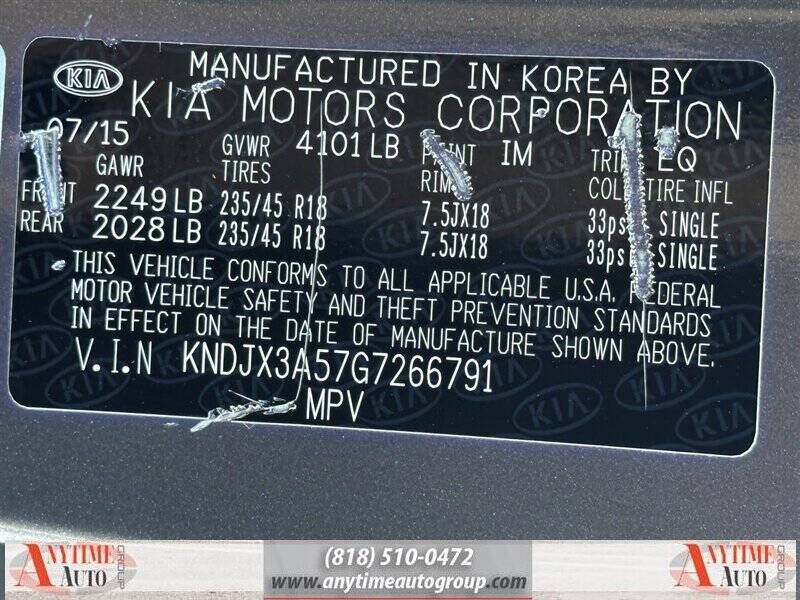 KIA
MANUFACTURED IN KOREA BY
KIA MOTORS CORPORATION
07/15 GVWR 4101 LB PAINT IM TRIM EQ
GAWR TIRES RIM COLD TIRE INFL
FRONT 2249 LB 235/45 R18 7.5JX18 33psi SINGLE
REAR 2028 LB 235/45 R18 7.5JX18 33psi SINGLE
THIS VEHICLE CONFORMS TO ALL APPLICABLE U.S.A. FEDERAL
MOTOR VEHICLE SAFETY AND THEFT PREVENTION STANDARDS
IN EFFECT ON THE DATE OF MANUFACTURE SHOWN ABOVE.
V.I.N KNDJX3A57G7266791
MPV
ANYTIME AUTO GROUP
(818) 510-0472
www.anytimeautogroup.com
ANYTIME AUTO GROUP